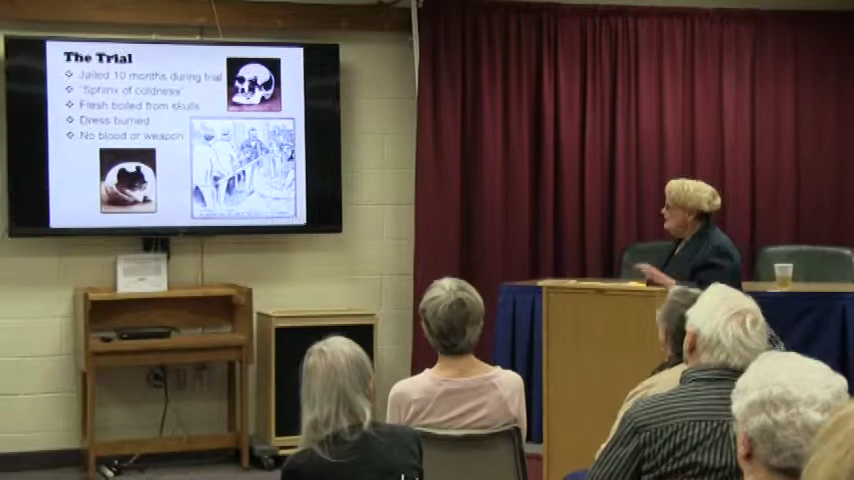 The Trial
❖ Jailed 10 months during trial
❖ "Sphinx of coldness"
❖ Flesh boiled from skulls
❖ Dress burned
❖ No blood or weapon